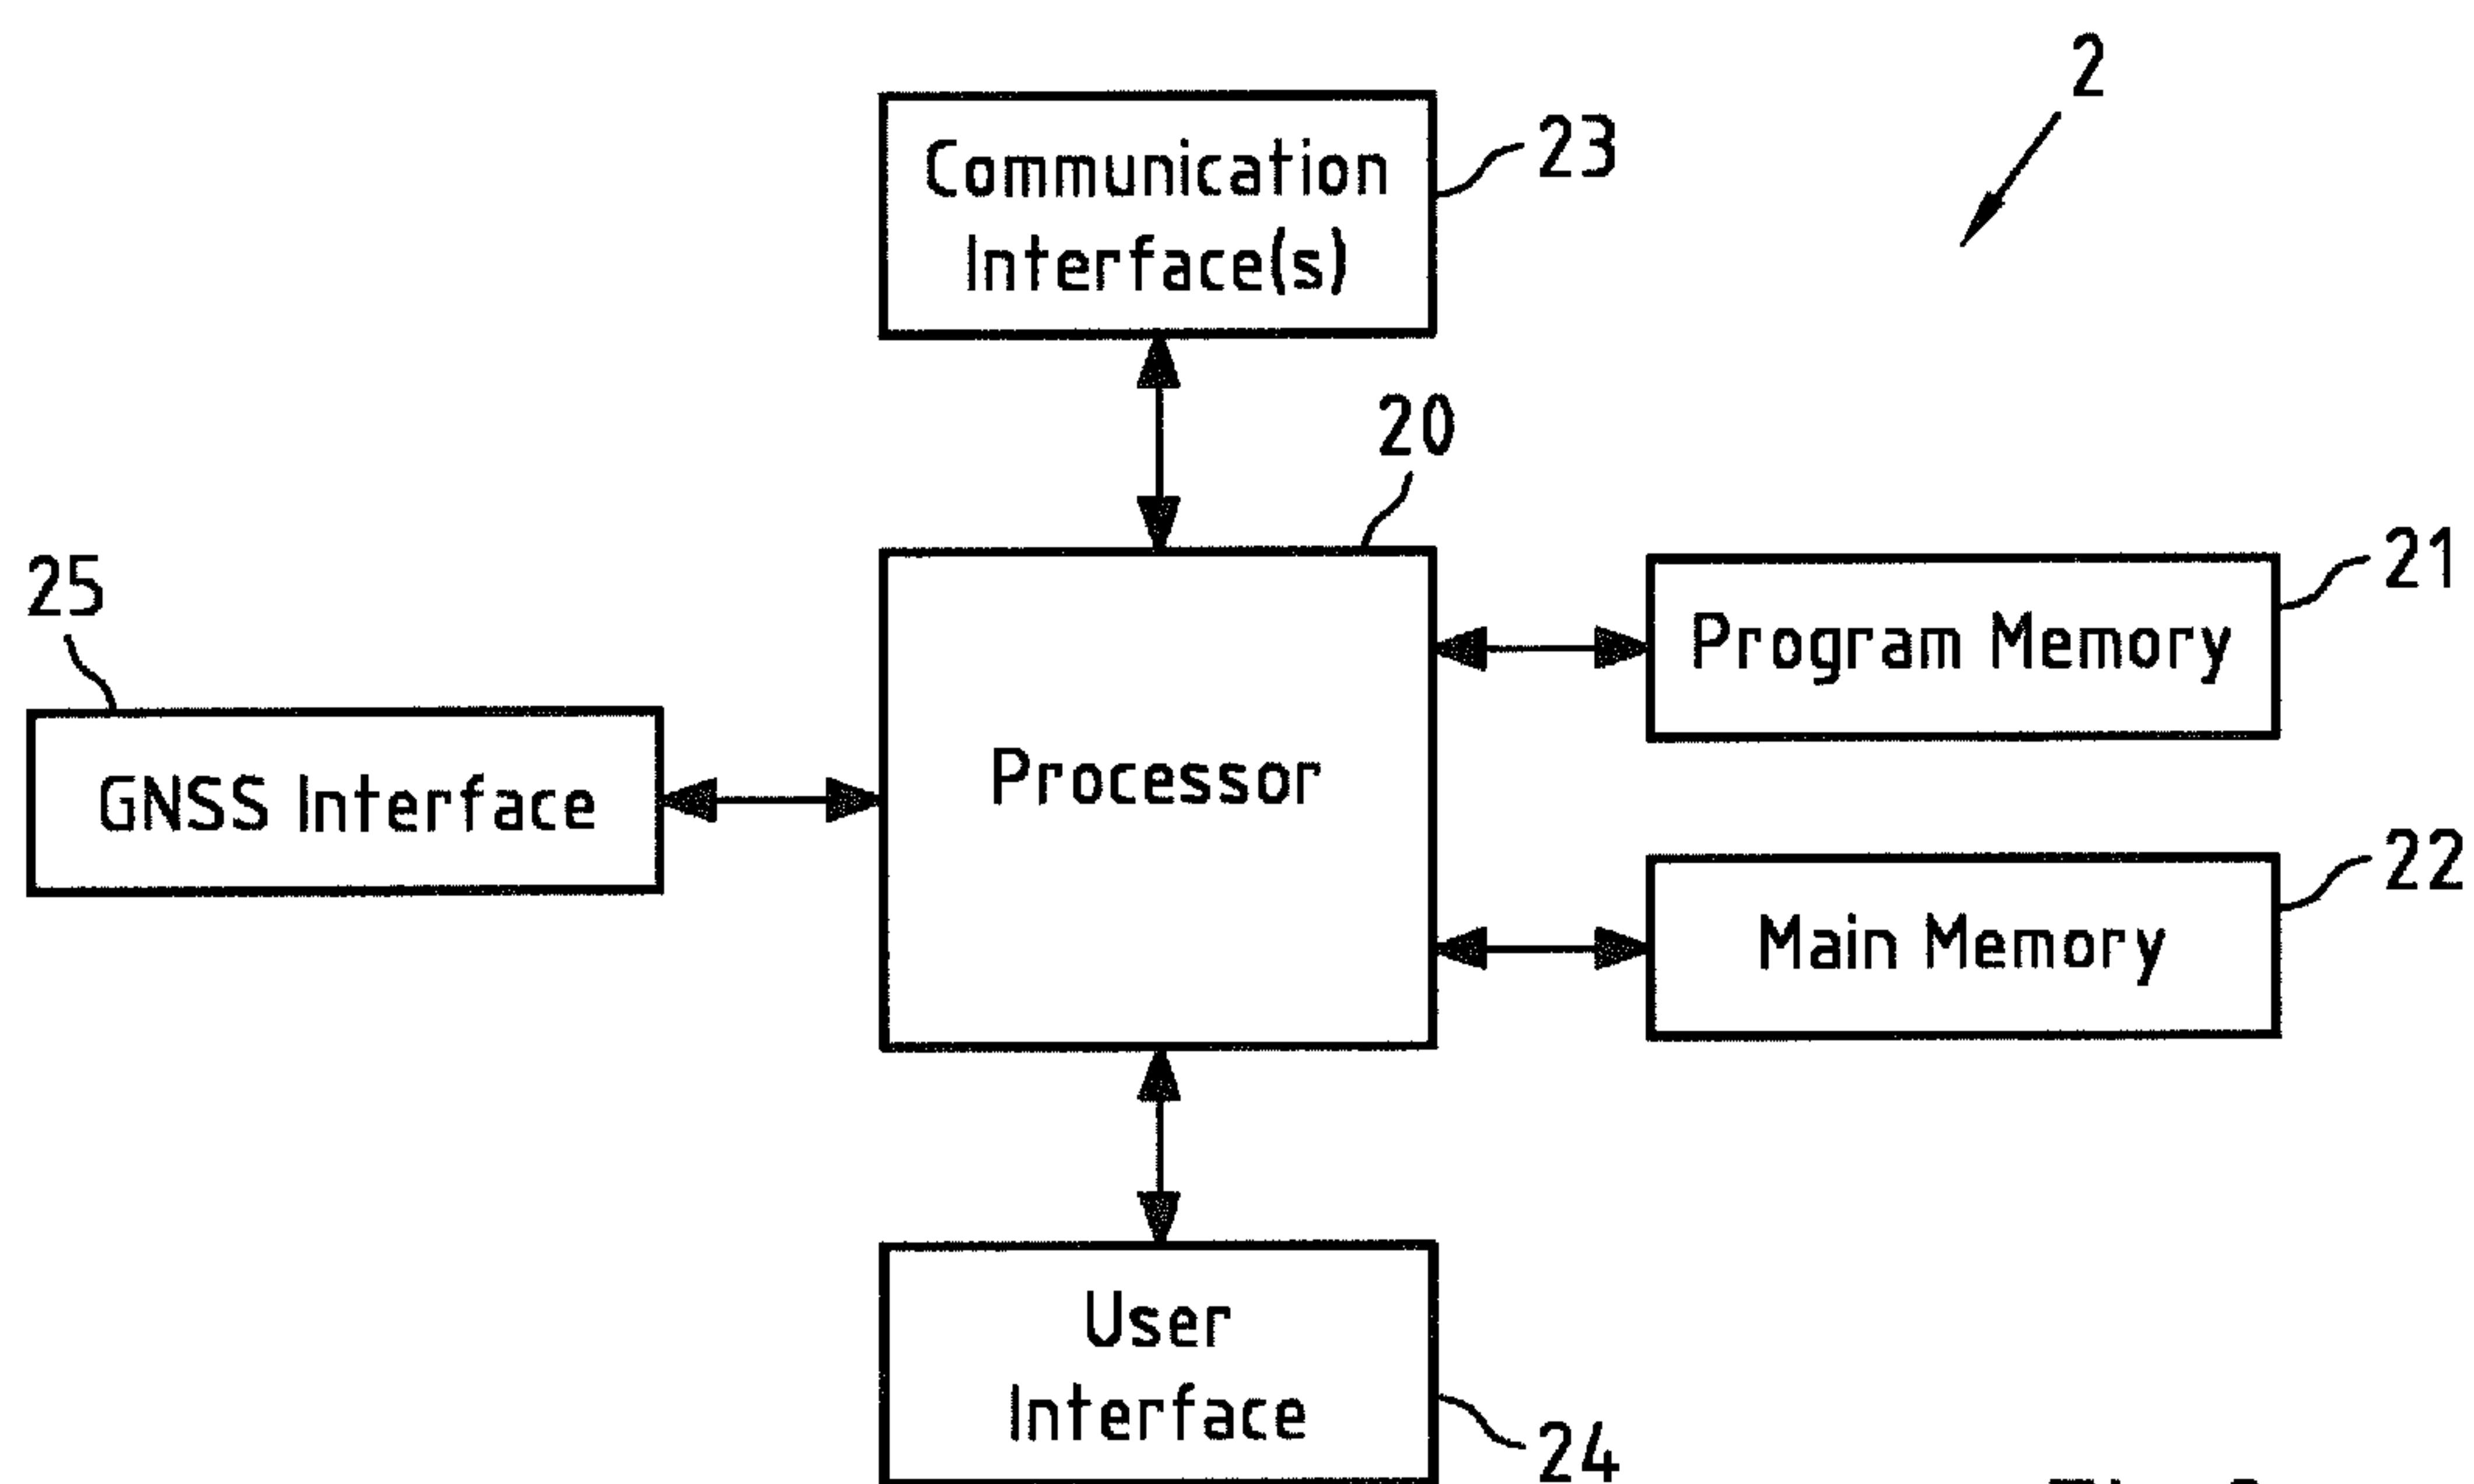 2
Communication
Interface(s)
23
20
25
21
Program Memory
Processor
GNSS Interface
22
Main Memory
User
Interface
24